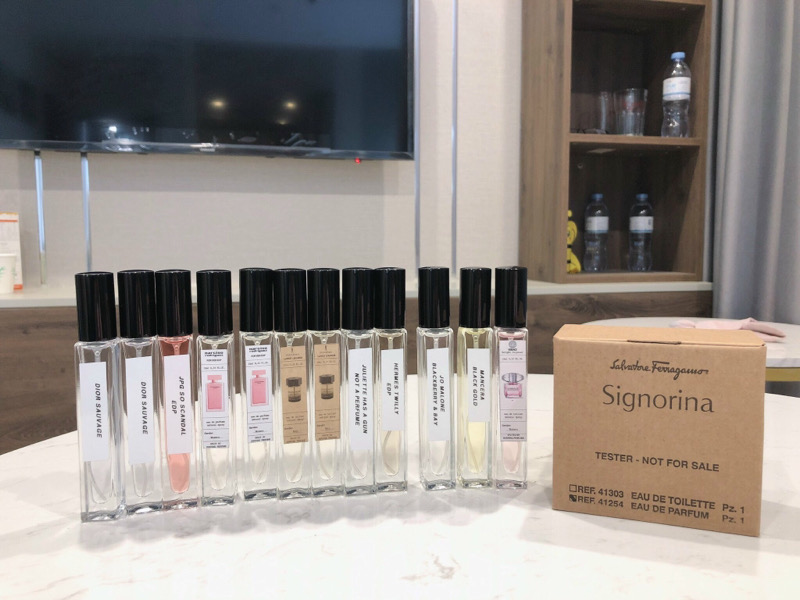 DIOR SAUVAGE
DIOR SAUVAGE
JPG SO SCANDAL
EDP
JULIETTE HAS A GUN
NOT A PERFUME
HERMES TWILLY
EDP
JO MALONE
BLACKBERRY & BAY
MANCERA
BLACK GOLD
Salvatore Ferragamo
Signorina
TESTER - NOT FOR SALE
REF. 41303 EAU DE TOILETTE Pz. 1
REF. 41254 EAU DE PARFUM Pz. 1